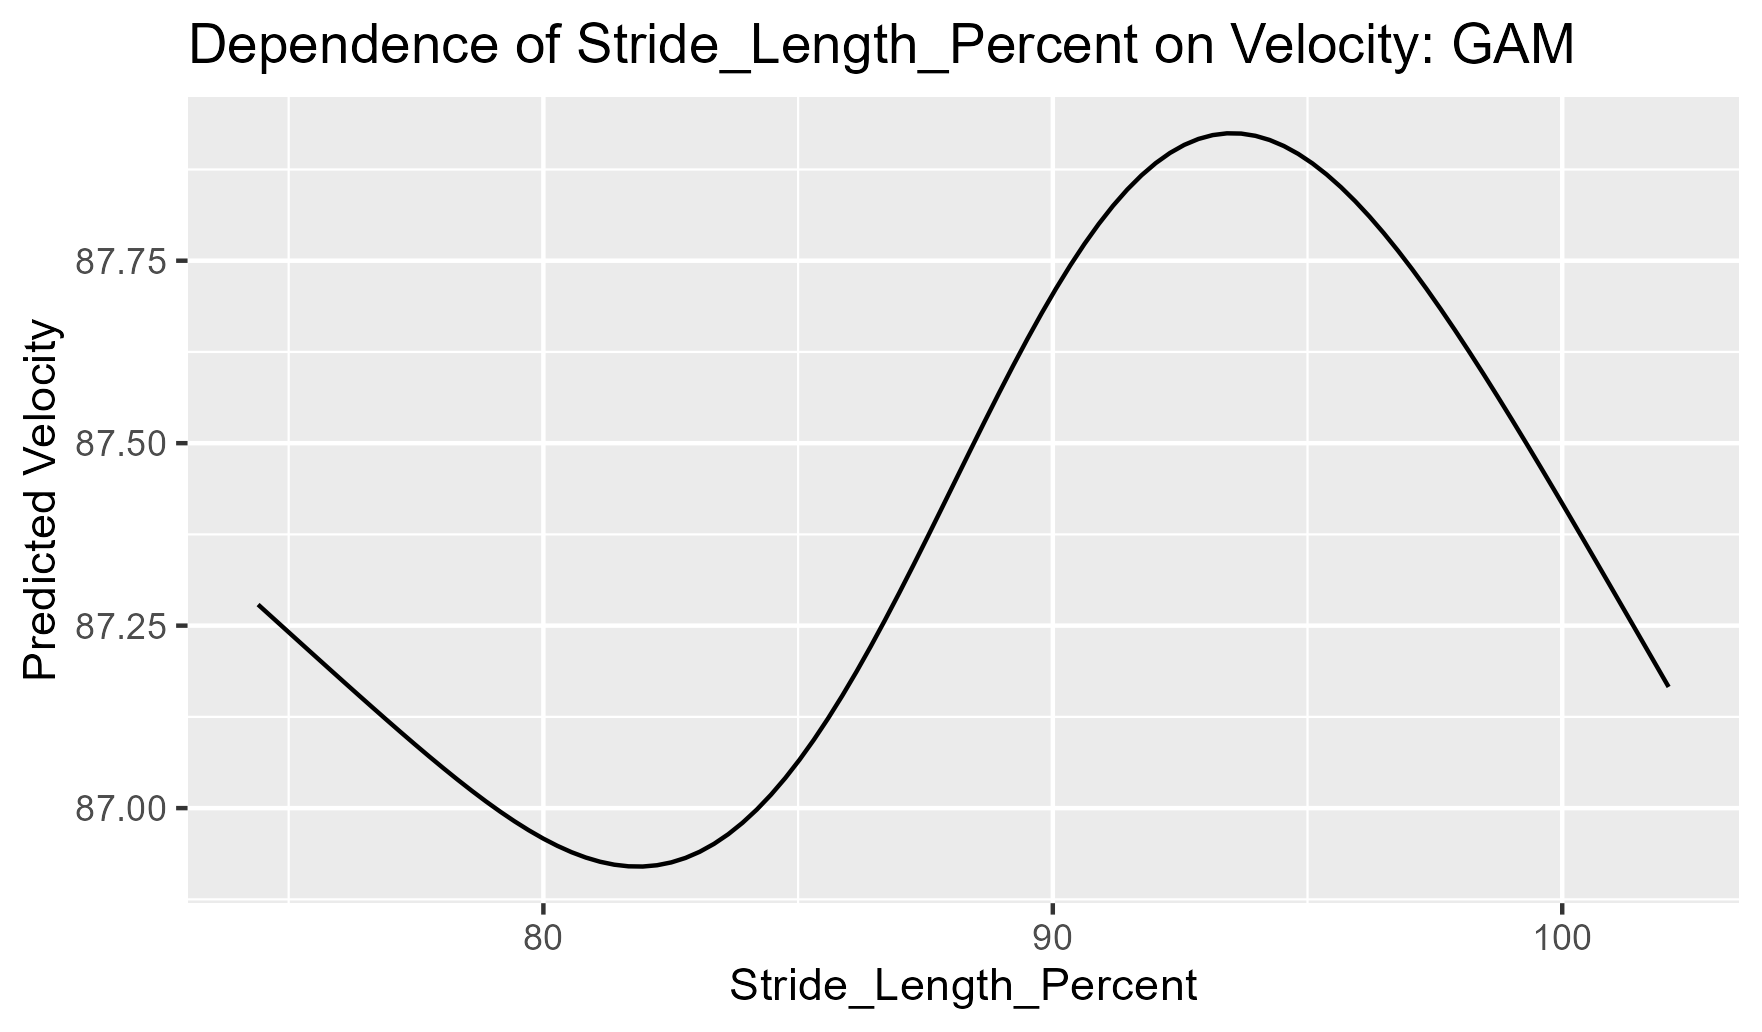 Dependence of Stride_Length_Percent on Velocity: GAM
Predicted Velocity
87.75
87.50
87.25
87.00
80 90 100
Stride_Length_Percent